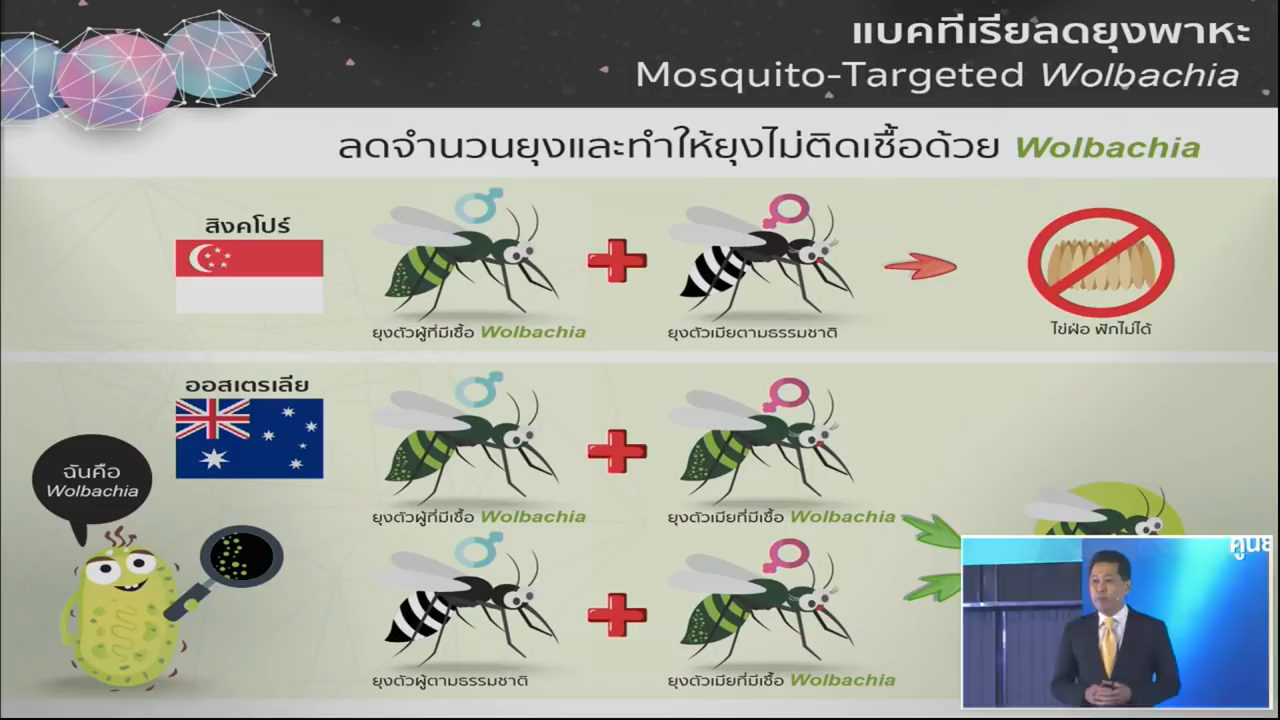 แบคทีเรียลดยุงพาหะ
Mosquito-Targeted Wolbachia
ลดจำนวนยุงและทำให้ยุงไม่ติดเชื้อด้วย Wolbachia
สิงคโปร์
ยุงตัวผู้ที่มีเชื้อ Wolbachia
ยุงตัวเมียตามธรรมชาติ
ไข่ฝ่อ ฟักไม่ได้
ออสเตรเลีย
ฉันคือ
Wolbachia
ยุงตัวผู้ที่มีเชื้อ Wolbachia
ยุงตัวเมียที่มีเชื้อ Wolbachia
ยุงตัวผู้ตามธรรมชาติ
ยุงตัวเมียที่มีเชื้อ Wolbachia